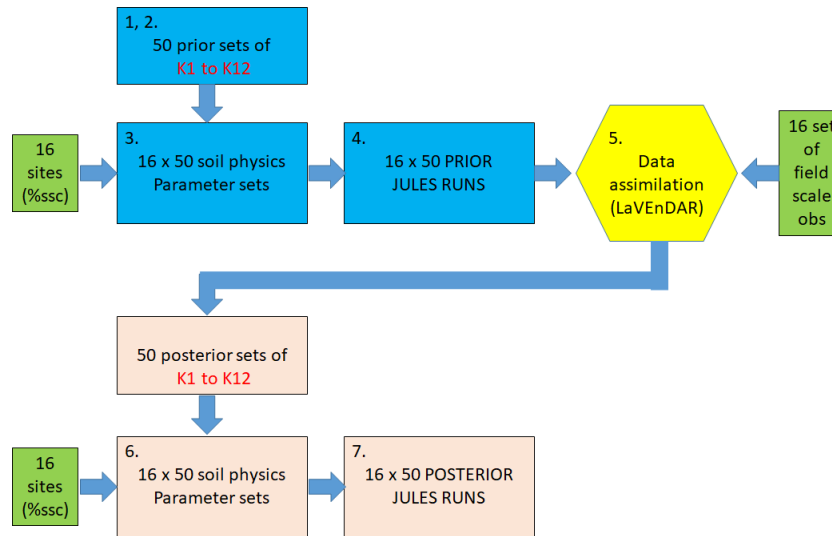 1, 2.
50 prior sets of
K1 to K12
16
sites
(%ssc)
3.
16 x 50 soil physics
Parameter sets
4.
16 x 50 PRIOR
JULES RUNS
5.
Data
assimilation
(LaVEnDAR)
16 set
of
field
scale
obs
50 posterior sets of
K1 to K12
16
sites
(%ssc)
6.
16 x 50 soil physics
Parameter sets
7.
16 x 50 POSTERIOR
JULES RUNS